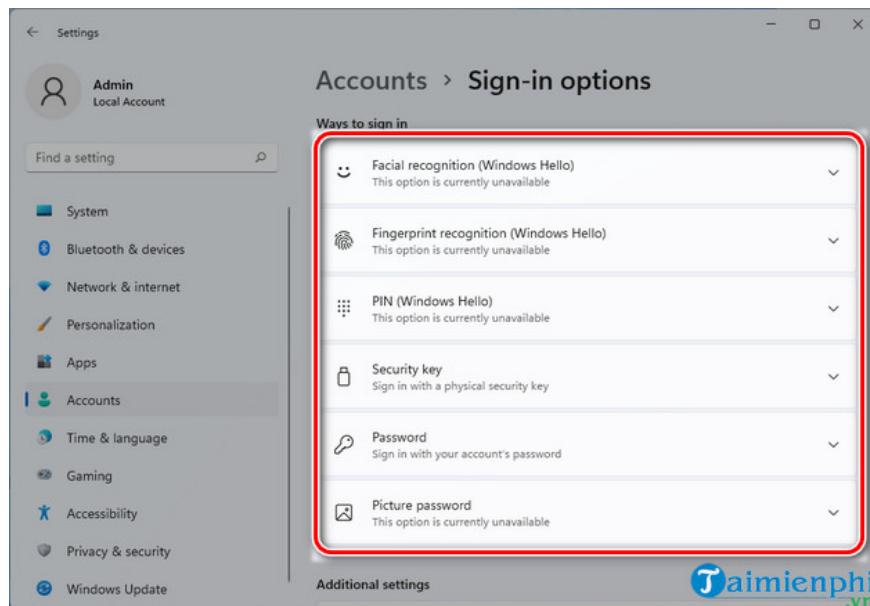 Settings
Admin
Local Account
Find a setting
System
Bluetooth & devices
Network & internet
Personalization
Apps
Accounts
Time & language
Gaming
Accessibility
Privacy & security
Windows Update
Accounts > Sign-in options
Ways to sign in
Facial recognition (Windows Hello)
This option is currently unavailable
Fingerprint recognition (Windows Hello)
This option is currently unavailable
PIN (Windows Hello)
This option is currently unavailable
Security key
Sign in with a physical security key
Password
Sign in with your account's password
Picture password
This option is currently unavailable
Additional settings
Taimienphi
.vn